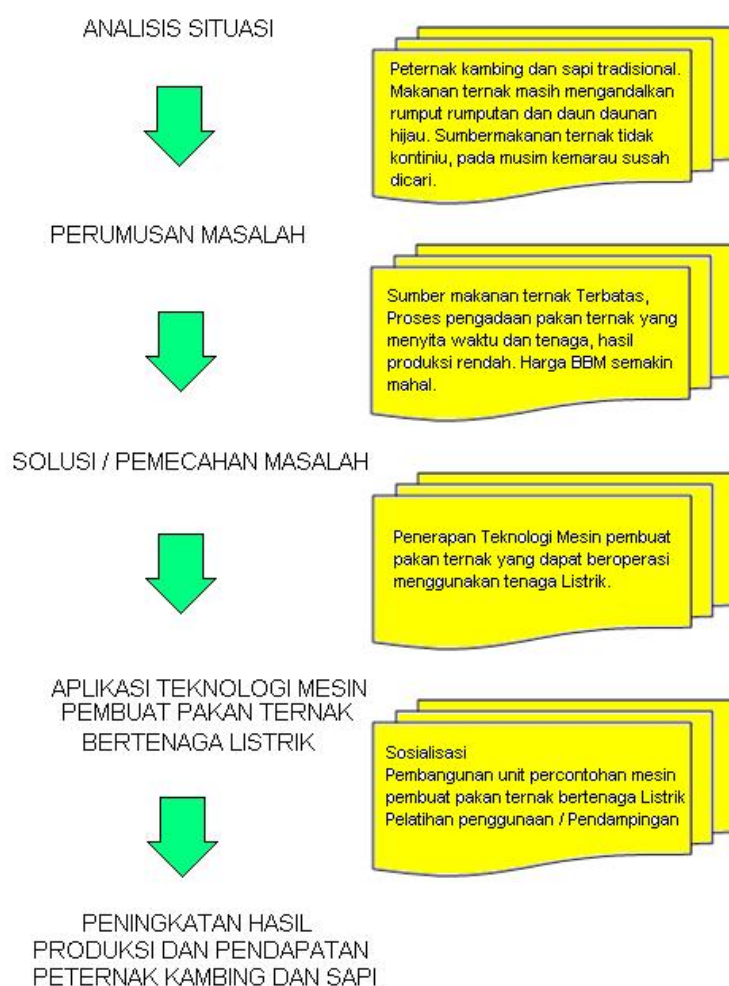 ANALISIS SITUASI
Peternak kambing dan sapi tradisional.
Makanan ternak masih mengandalkan
rumput rumputan dan daun daunan
hijau. Sumbermakanan ternak tidak
kontiniu, pada musim kemarau susah
dicari.
PERUMUSAN MASALAH
Sumber makanan ternak Terbatas,
Proses pengadaan pakan ternak yang
menyita waktu dan tenaga, hasil
produksi rendah. Harga BBM semakin
mahal.
SOLUSI / PEMECAHAN MASALAH
Penerapan Teknologi Mesin pembuat
pakan ternak yang dapat beroperasi
menggunakan tenaga Listrik.
APLIKASI TEKNOLOGI MESIN
PEMBUAT PAKAN TERNAK
BERTENAGA LISTRIK
Sosialisasi
Pembangunan unit percontohan mesin
pembuat pakan ternak bertenaga Listrik
Pelatihan penggunaan / Pendampingan
PENINGKATAN HASIL
PRODUKSI DAN PENDAPATAN
PETERNAK KAMBING DAN SAPI